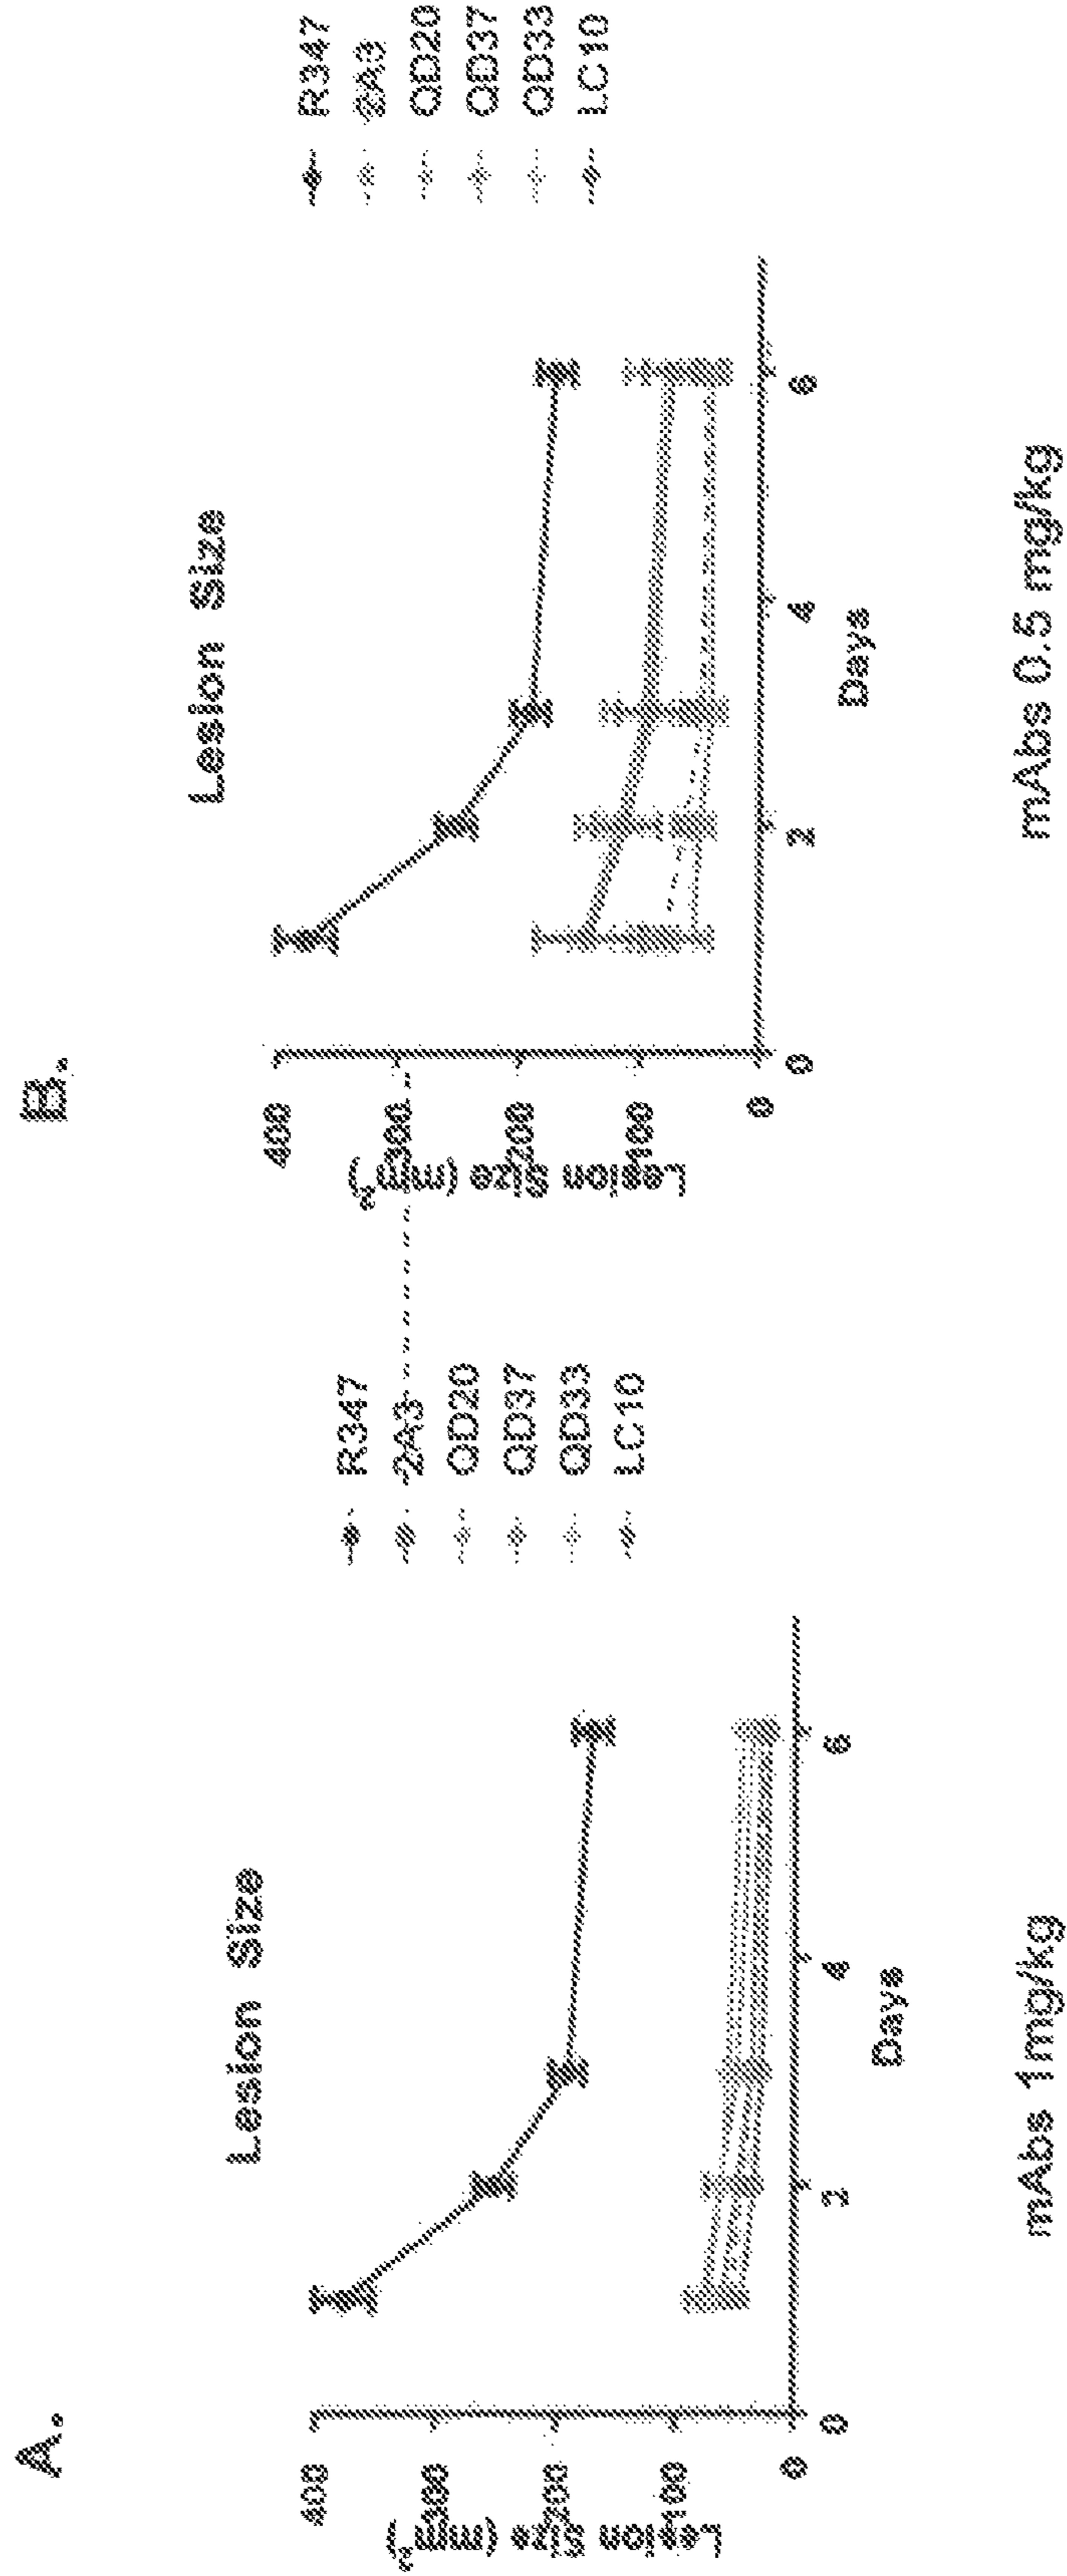 A.
Lesion Size
Lesion Size (mm²)
400
300
200
100
0
0
2
4
6
Days
R347
2A3
QD20
QD37
QD33
LC10
mAbs 1mg/kg
B.
Lesion Size
Lesion Size (mm²)
400
300
200
100
0
0
2
4
6
Days
R347
2A3
QD20
QD37
QD33
LC10
mAbs 0.5 mg/kg